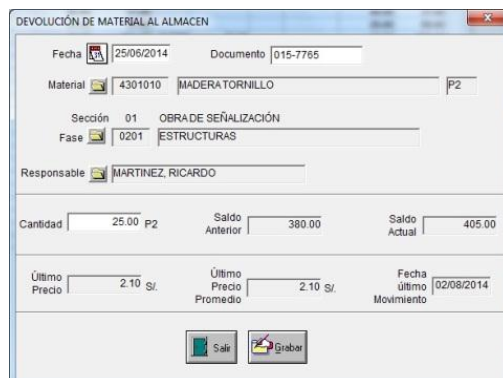 DEVOLUCIÓN DE MATERIAL AL ALMACEN
Fecha 25/06/2014 Documento 015-7765
Material 4301010 MADERA TORNILLO P2
Sección 01 OBRA DE SEÑALIZACIÓN
Fase 0201 ESTRUCTURAS
Responsable MARTINEZ, RICARDO
Cantidad 25.00 P2 Saldo Anterior 380.00 Saldo Actual 405.00
Último Precio 2.10 S/. Último Precio Promedio 2.10 S/. Fecha último Movimiento 02/08/2014
Salir Grabar